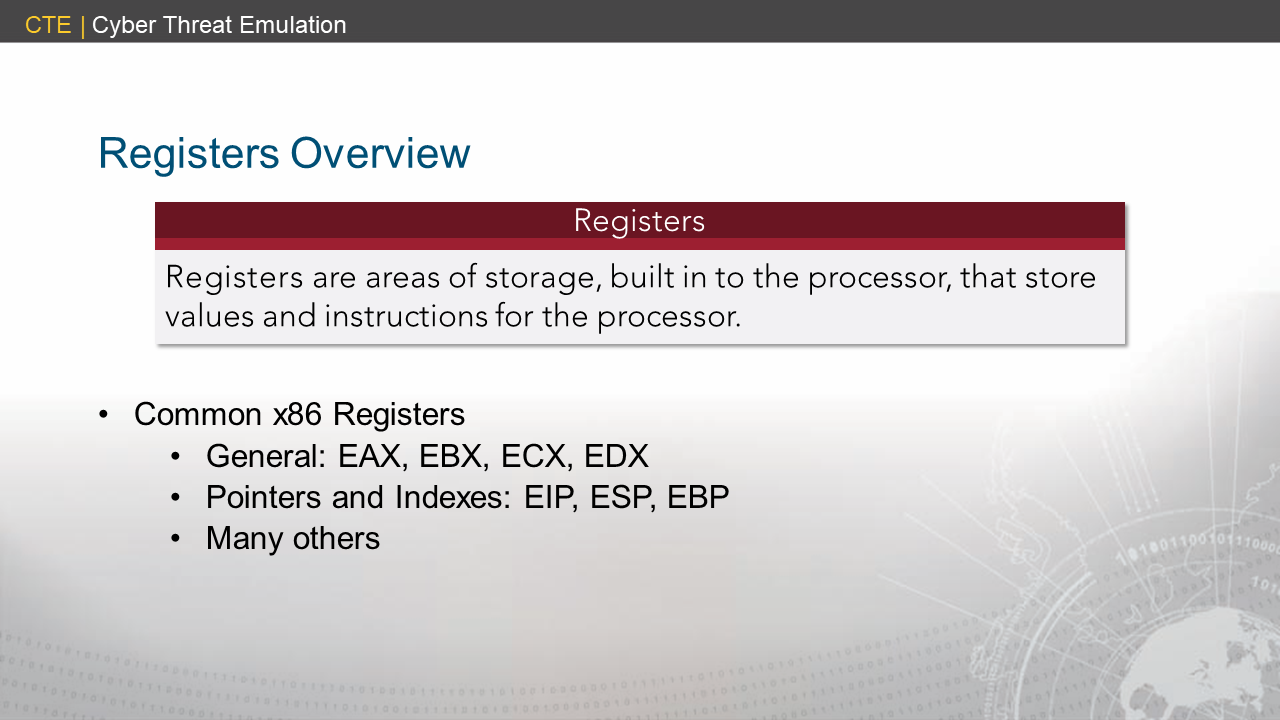 CTE | Cyber Threat Emulation
Registers Overview
Registers
Registers are areas of storage, built in to the processor, that store
values and instructions for the processor.
• Common x86 Registers
• General: EAX, EBX, ECX, EDX
• Pointers and Indexes: EIP, ESP, EBP
• Many others